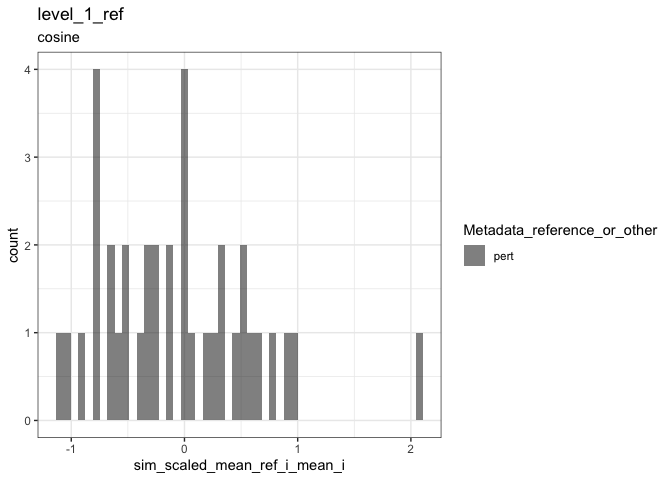 level_1_ref
cosine
4
3
2
1
0
count
-1 0 1 2
sim_scaled_mean_ref_i_mean_i
Metadata_reference_or_other
pert